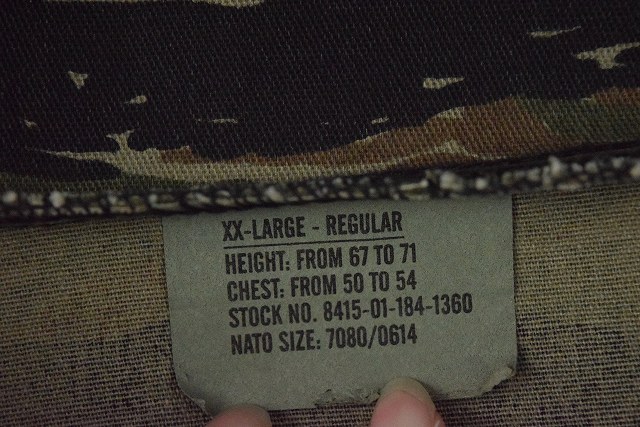 XX-LARGE - REGULAR
HEIGHT: FROM 67 TO 71
CHEST: FROM 50 TO 54
STOCK NO. 8415-01-184-1360
NATO SIZE: 7080/0614